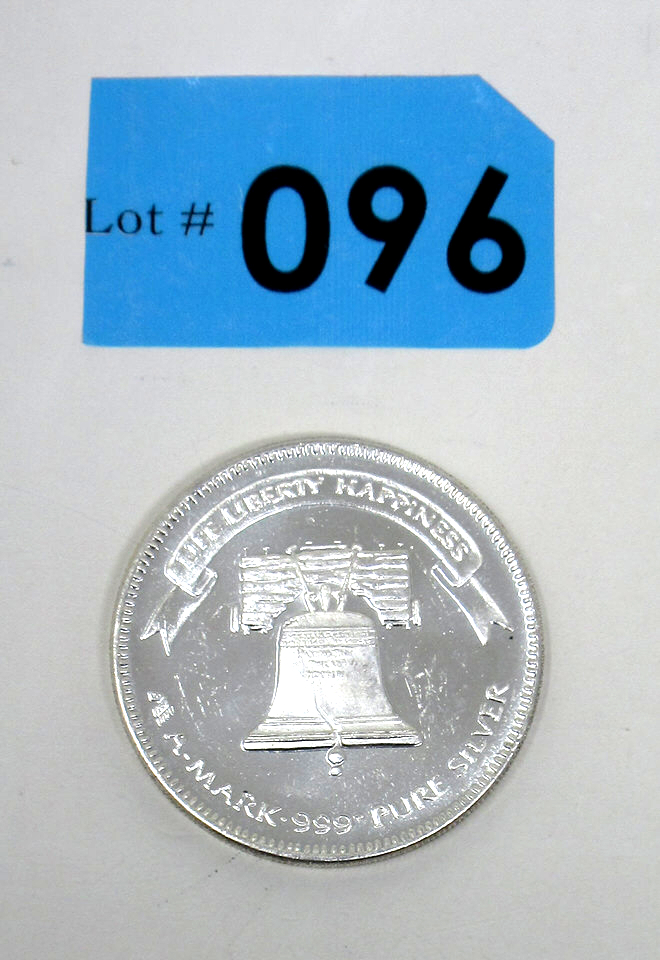 Lot # 096
LIFE LIBERTY HAPPINESS
A-MARK·999+ PURE SILVER